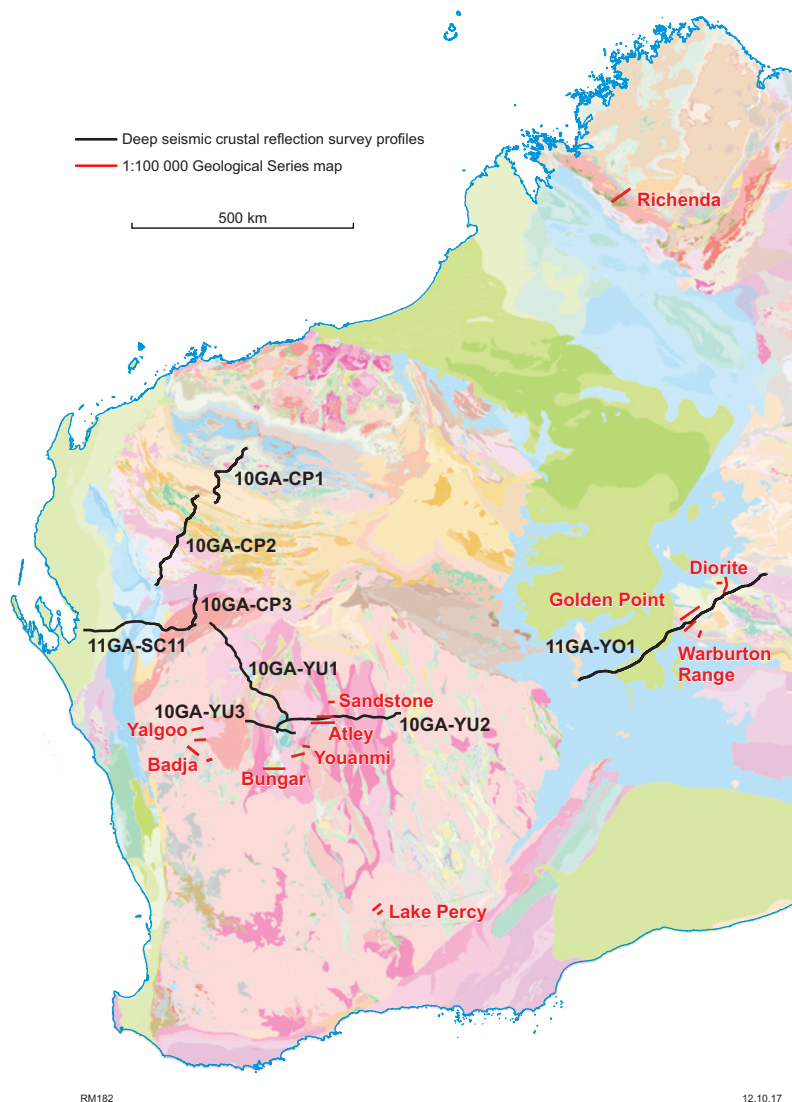 Deep seismic crustal reflection survey profiles
1:100 000 Geological Series map
500 km
Richenda
10GA-CP1
10GA-CP2
Diorite
Golden Point
10GA-CP3
11GA-SC11
11GA-YO1
Warburton
Range
10GA-YU1
Sandstone
10GA-YU3
10GA-YU2
Yalgoo
Atley
Badja
Youanmi
Bungar
Lake Percy
RM182
12.10.17